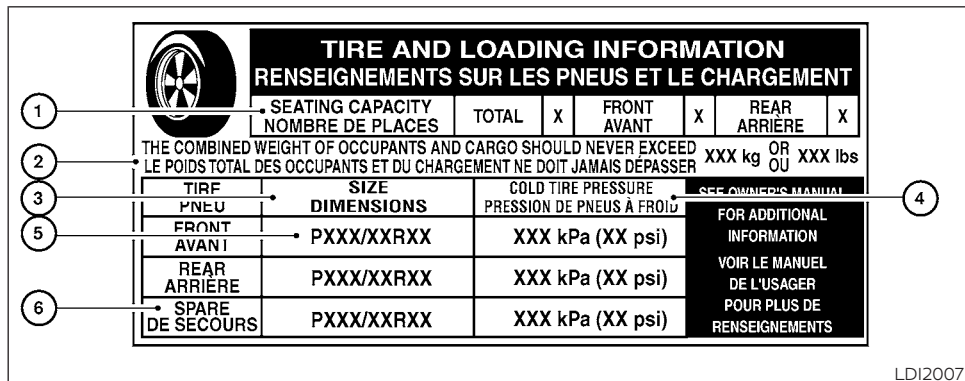 TIRE AND LOADING INFORMATION
RENSEIGNEMENTS SUR LES PNEUS ET LE CHARGEMENT
1
SEATING CAPACITY
NOMBRE DE PLACES
TOTAL X
FRONT
AVANT
X
REAR
ARRIÈRE
X
2
THE COMBINED WEIGHT OF OCCUPANTS AND CARGO SHOULD NEVER EXCEED
LE POIDS TOTAL DES OCCUPANTS ET DU CHARGEMENT NE DOIT JAMAIS DÉPASSER
XXX kg
OR
OU
XXX lbs
3
TIRE
PNEU
SIZE
DIMENSIONS
COLD TIRE PRESSURE
PRESSION DE PNEUS À FROID
4
5
FRONT
AVANT
PXXX/XXRXX
XXX kPa (XX psi)
REAR
ARRIÈRE
PXXX/XXRXX
XXX kPa (XX psi)
6
SPARE
DE SECOURS
PXXX/XXRXX
XXX kPa (XX psi)
SEE OWNER'S MANUAL
FOR ADDITIONAL
INFORMATION
VOIR LE MANUEL
DE L'USAGER
POUR PLUS DE
RENSEIGNEMENTS
LDI2007